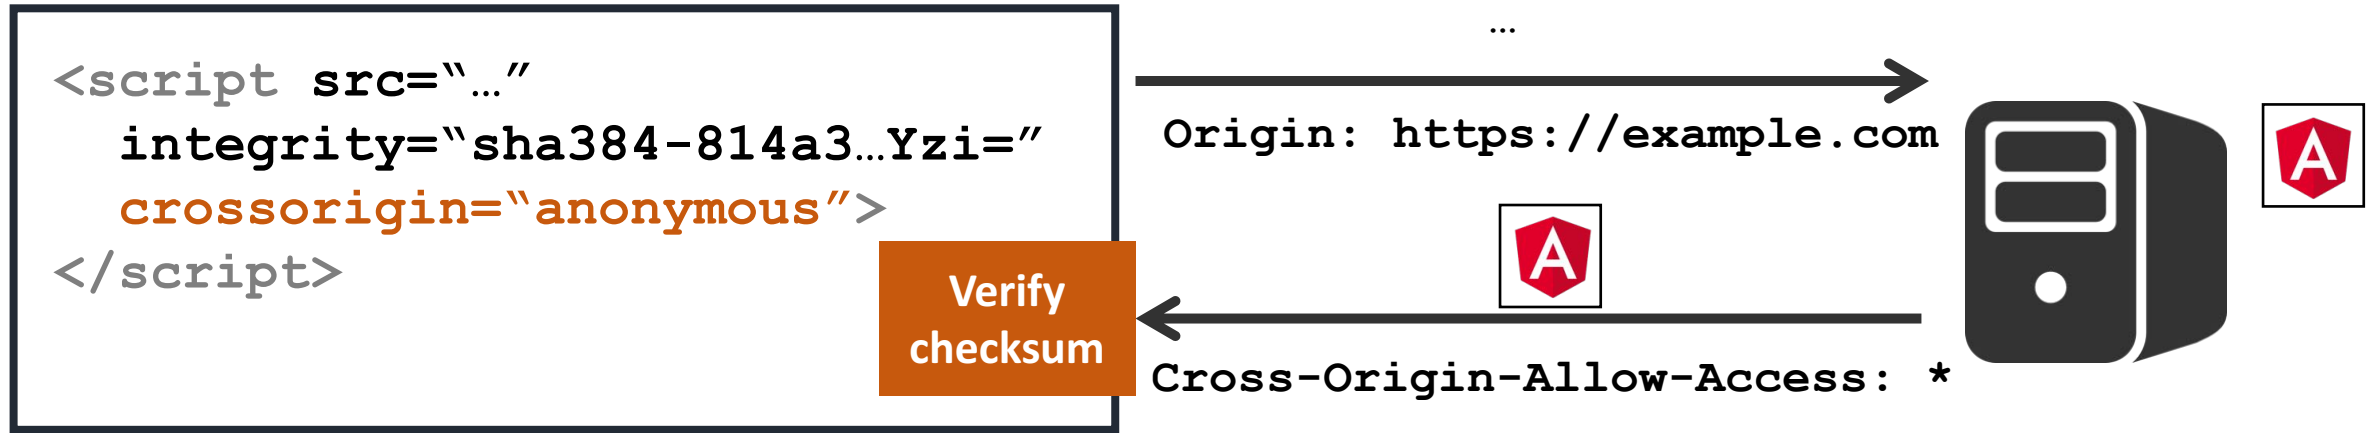 <script src=“…”
integrity=“sha384-814a3…Yzi=”
crossorigin=“anonymous”>
</script>
Verify
checksum
…
Origin: https://example.com
A
Cross-Origin-Allow-Access: *
A